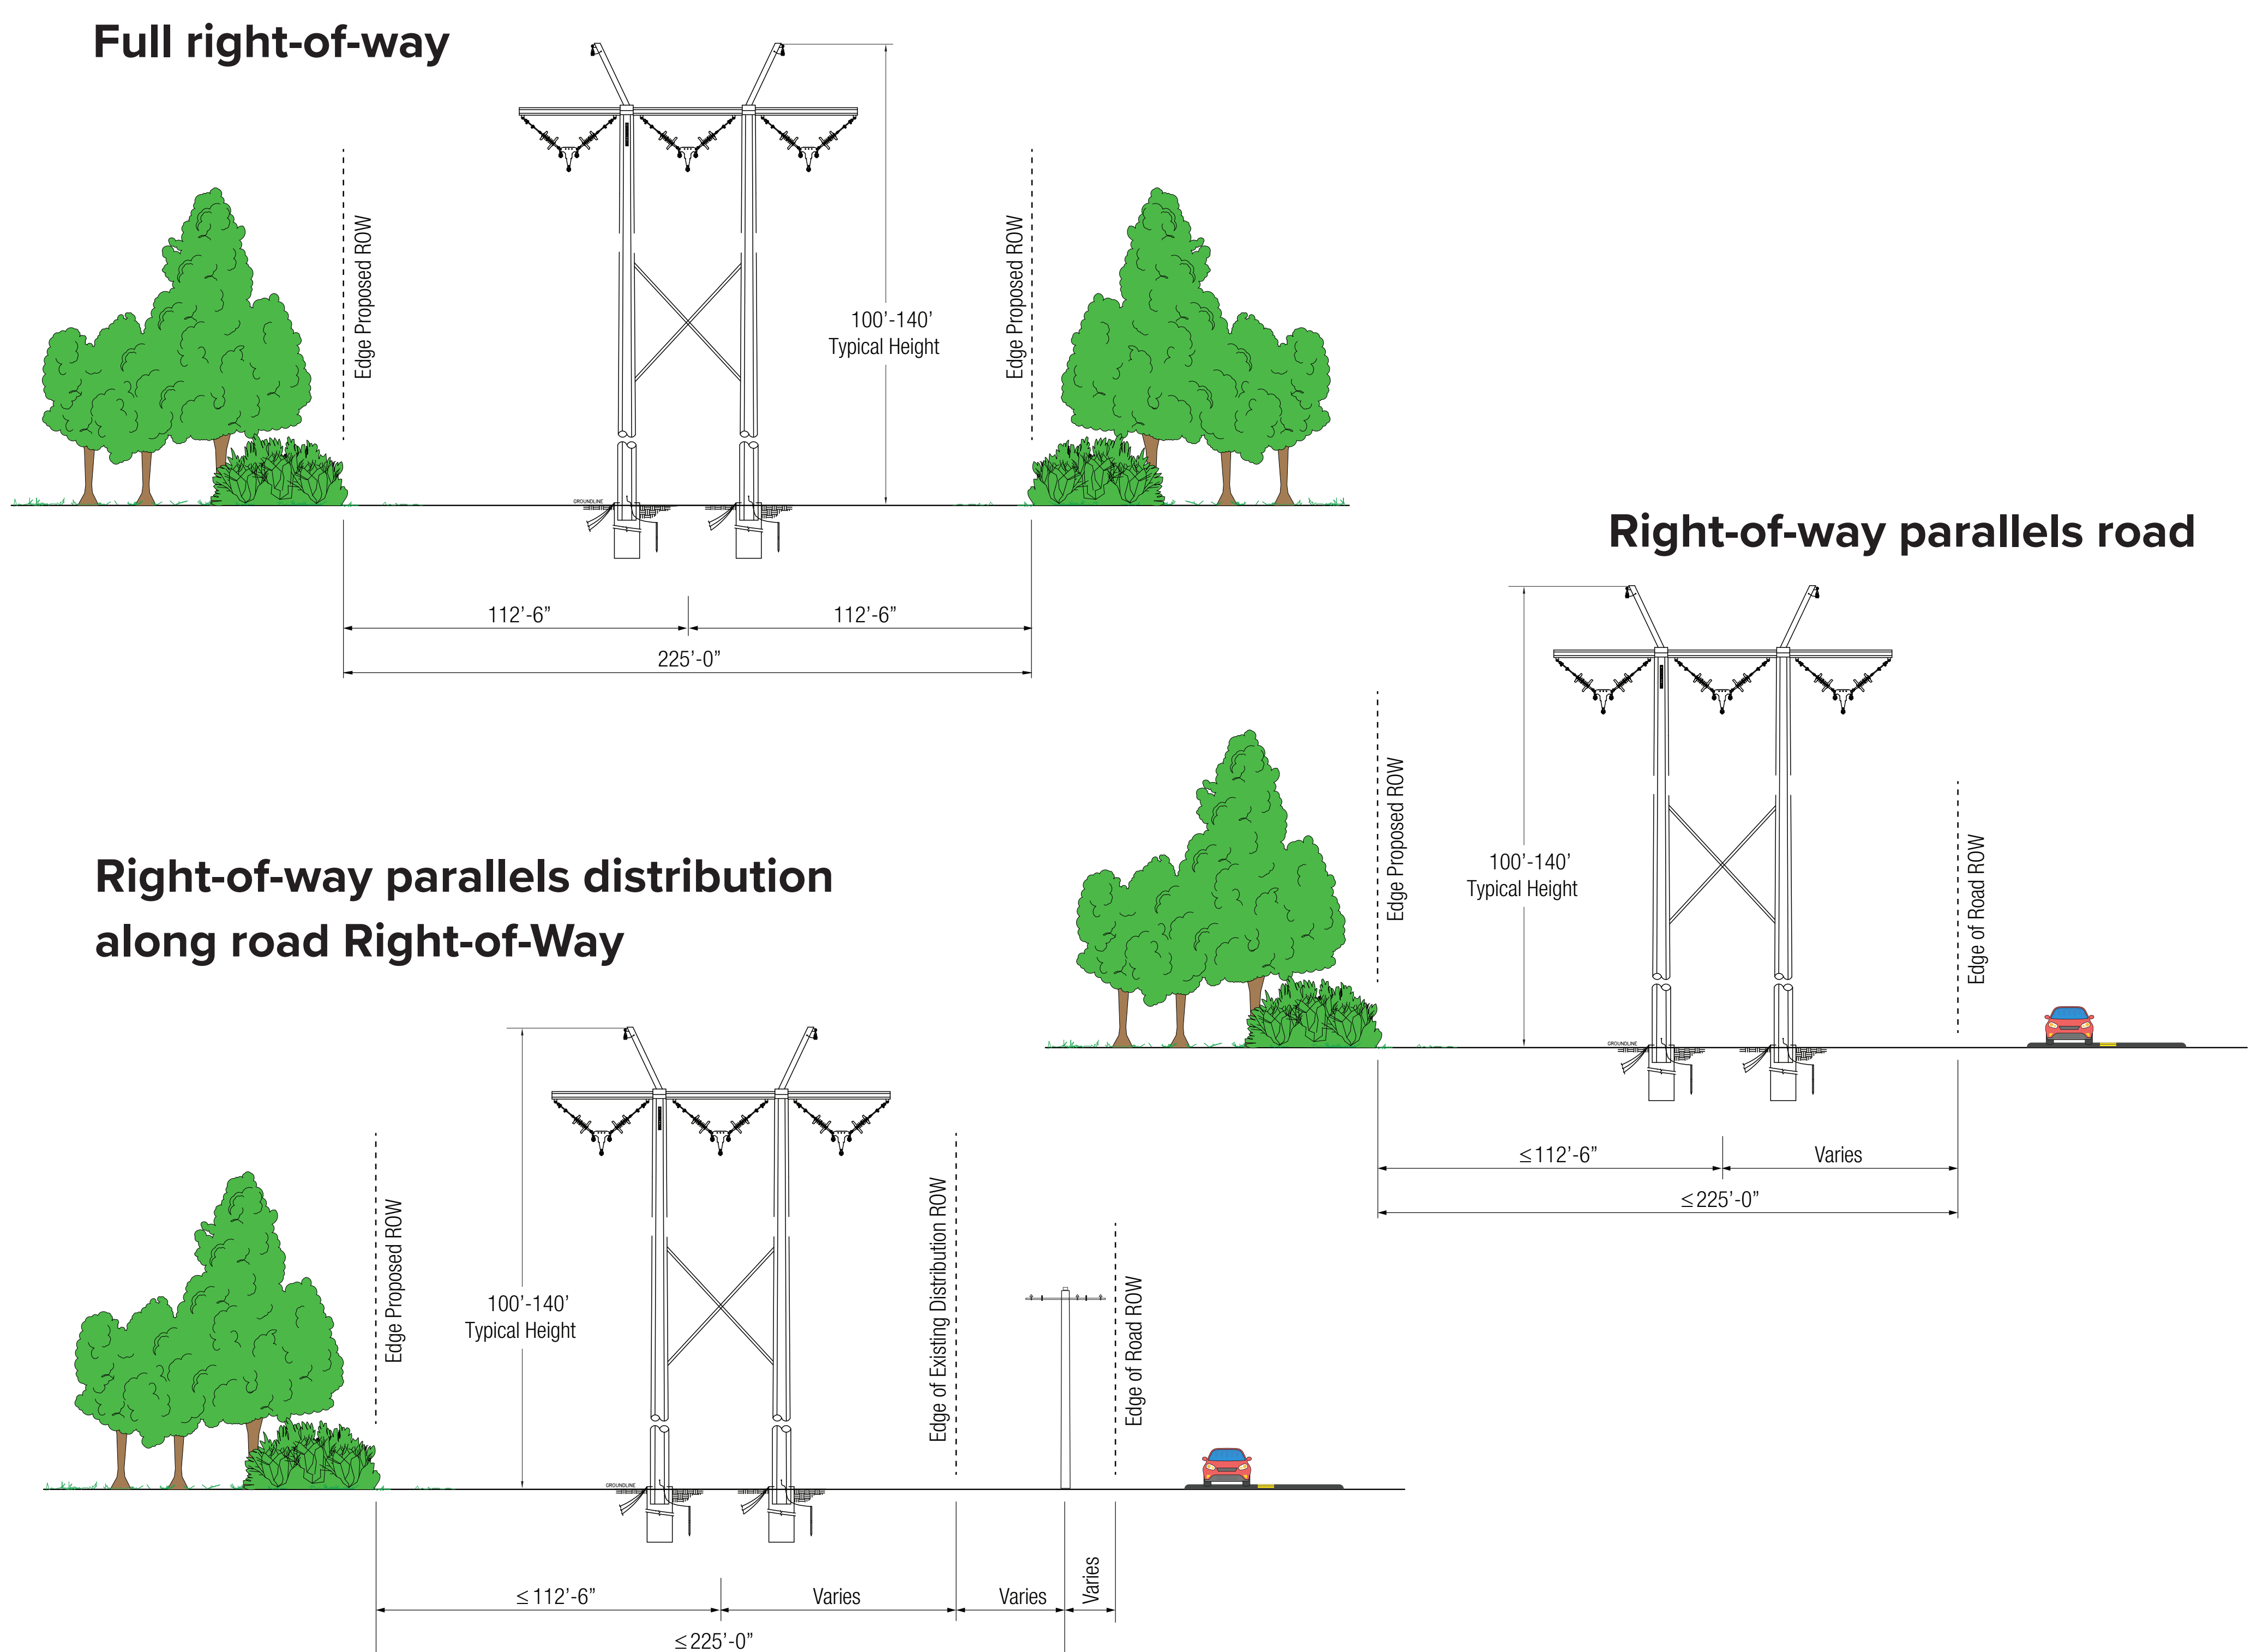 Full right-of-way
Edge Proposed ROW
100’-140’
Typical Height
Edge Proposed ROW
GROUNDLINE
112’-6”
112’-6”
225’-0”
Right-of-way parallels road
Edge Proposed ROW
100’-140’
Typical Height
Edge of Road ROW
GROUNDLINE
≤112’-6”
Varies
≤225’-0”
Right-of-way parallels distribution
along road Right-of-Way
Edge Proposed ROW
100’-140’
Typical Height
Edge of Existing Distribution ROW
Edge of Road ROW
GROUNDLINE
≤112’-6”
Varies
Varies
Varies
≤225’-0”